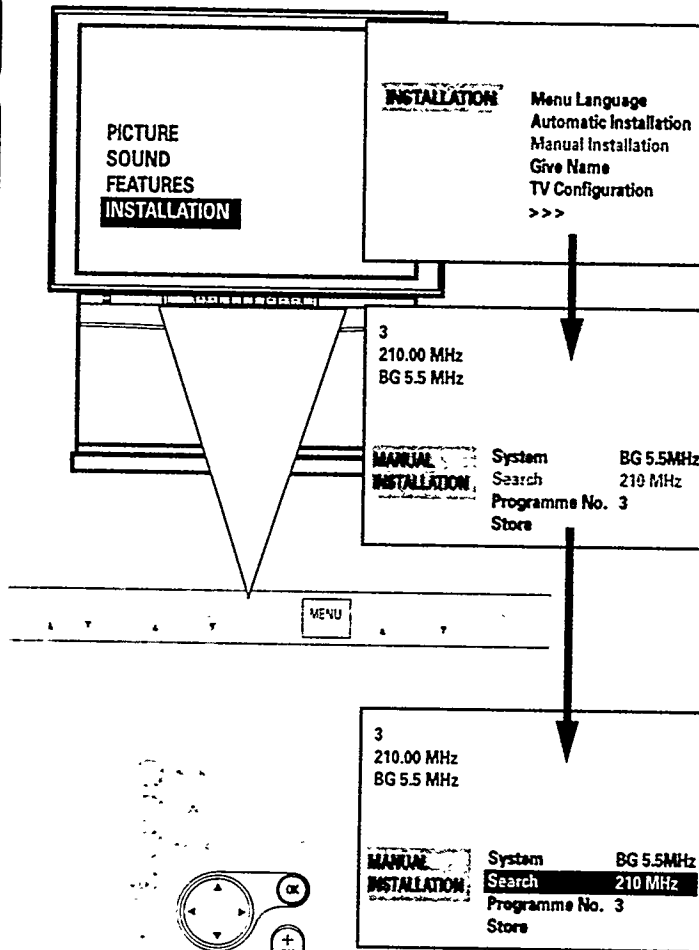 PICTURE
SOUND
FEATURES
INSTALLATION
INSTALLATION
Menu Language
Automatic Installation
Manual Installation
Give Name
TV Configuration
>>>
3
210.00 MHz
BG 5.5 MHz
MANUAL
INSTALLATION
System BG 5.5MHz
Search 210 MHz
Programme No. 3
Store
MENU
3
210.00 MHz
BG 5.5 MHz
MANUAL
INSTALLATION
System BG 5.5MHz
Search 210 MHz
Programme No. 3
Store
OK
+